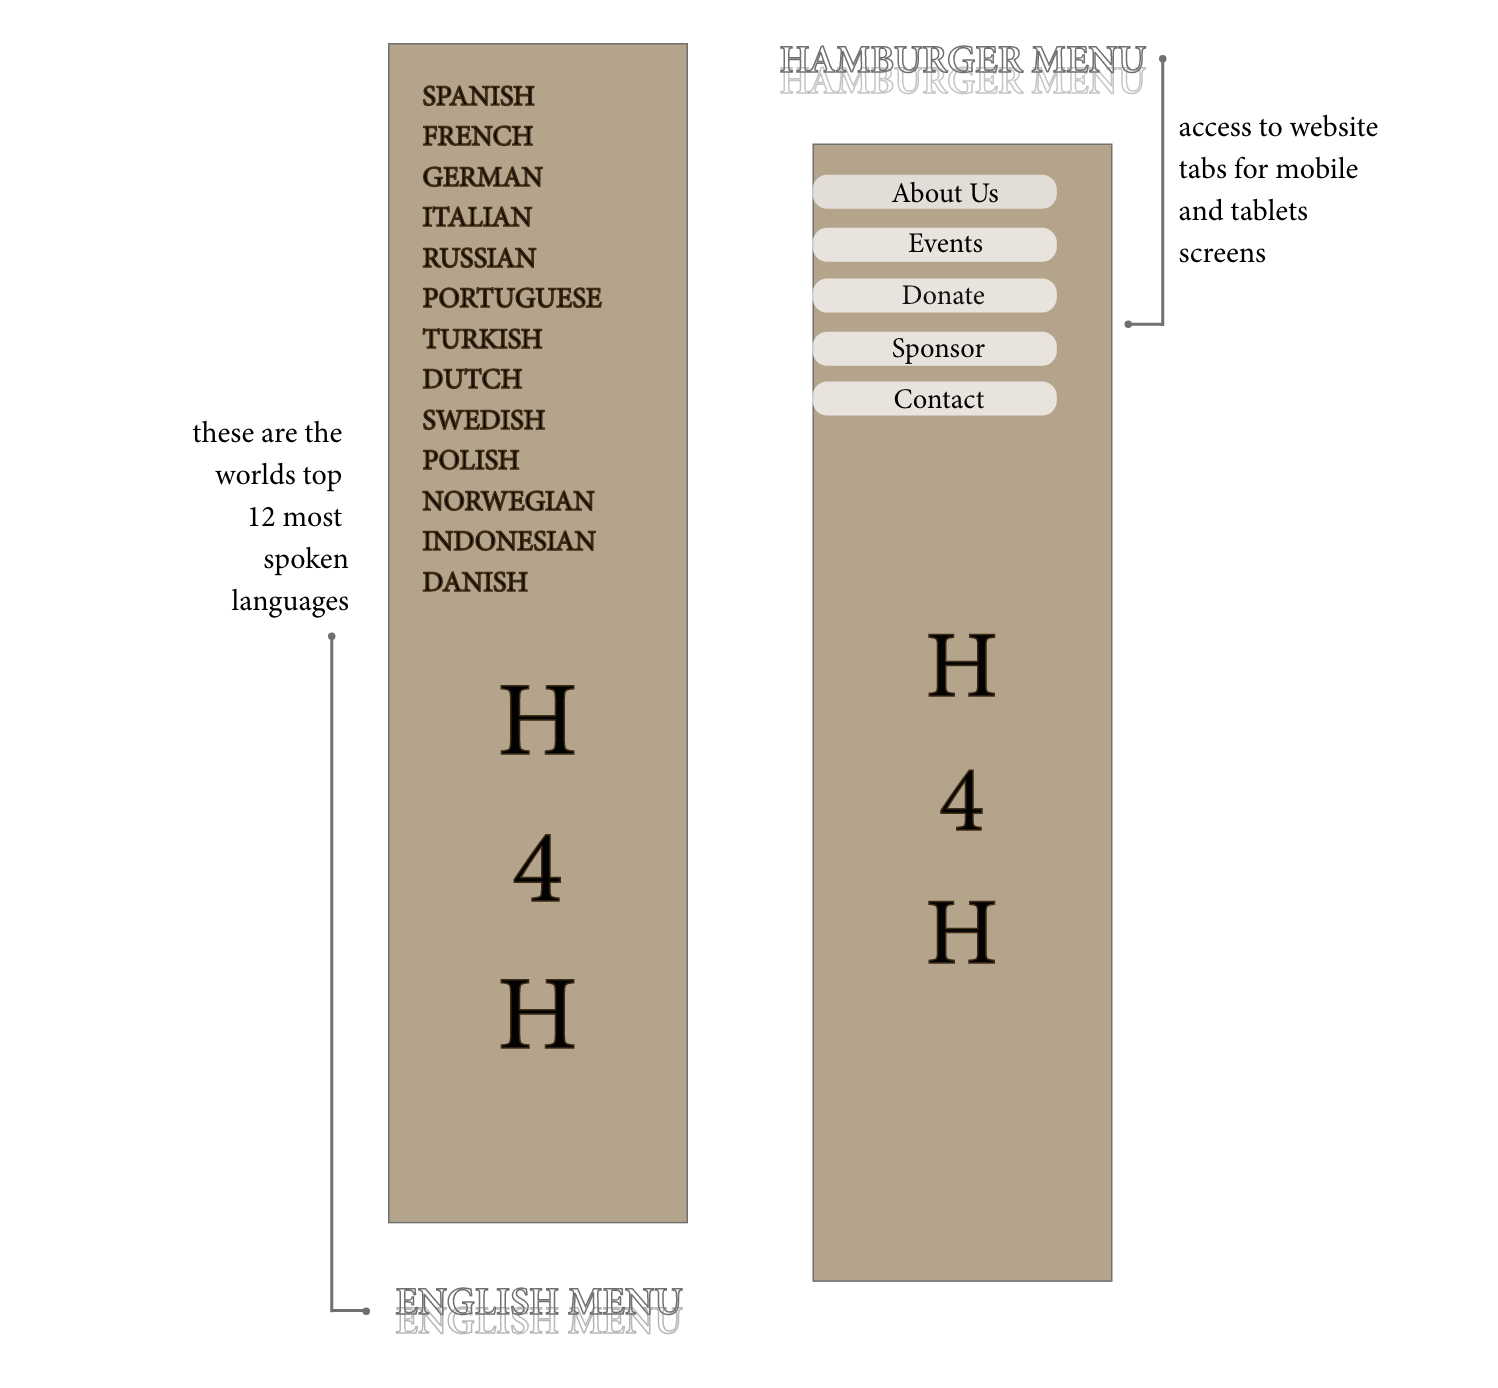 SPANISH
FRENCH
GERMAN
ITALIAN
RUSSIAN
PORTUGUESE
TURKISH
DUTCH
SWEDISH
POLISH
NORWEGIAN
INDONESIAN
DANISH
H
4
H
these are the
worlds top
12 most
spoken
languages
ENGLISH MENU
ENGLISH MENU
HAMBURGER MENU
HAMBURGER MENU
access to website
tabs for mobile
and tablets
screens
About Us
Events
Donate
Sponsor
Contact
H
4
H